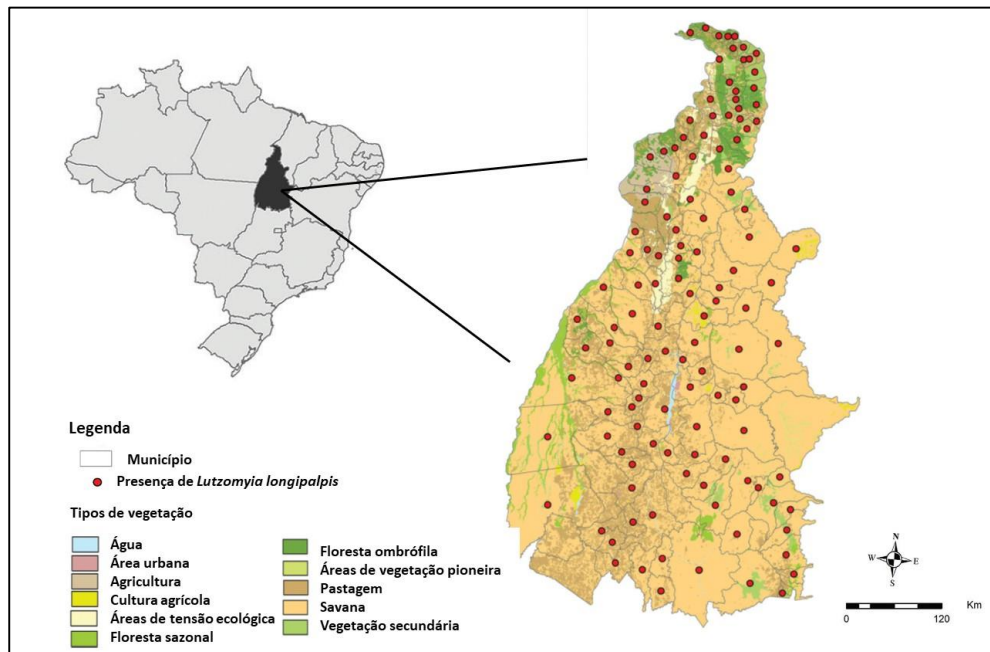 Legenda
Município
Presença de Lutzomyia longipalpis
Tipos de vegetação
Água
Área urbana
Agricultura
Cultura agrícola
Áreas de tensão ecológica
Floresta sazonal
Floresta ombrófila
Áreas de vegetação pioneira
Pastagem
Savana
Vegetação secundária
N
W E
S
Km
0 120